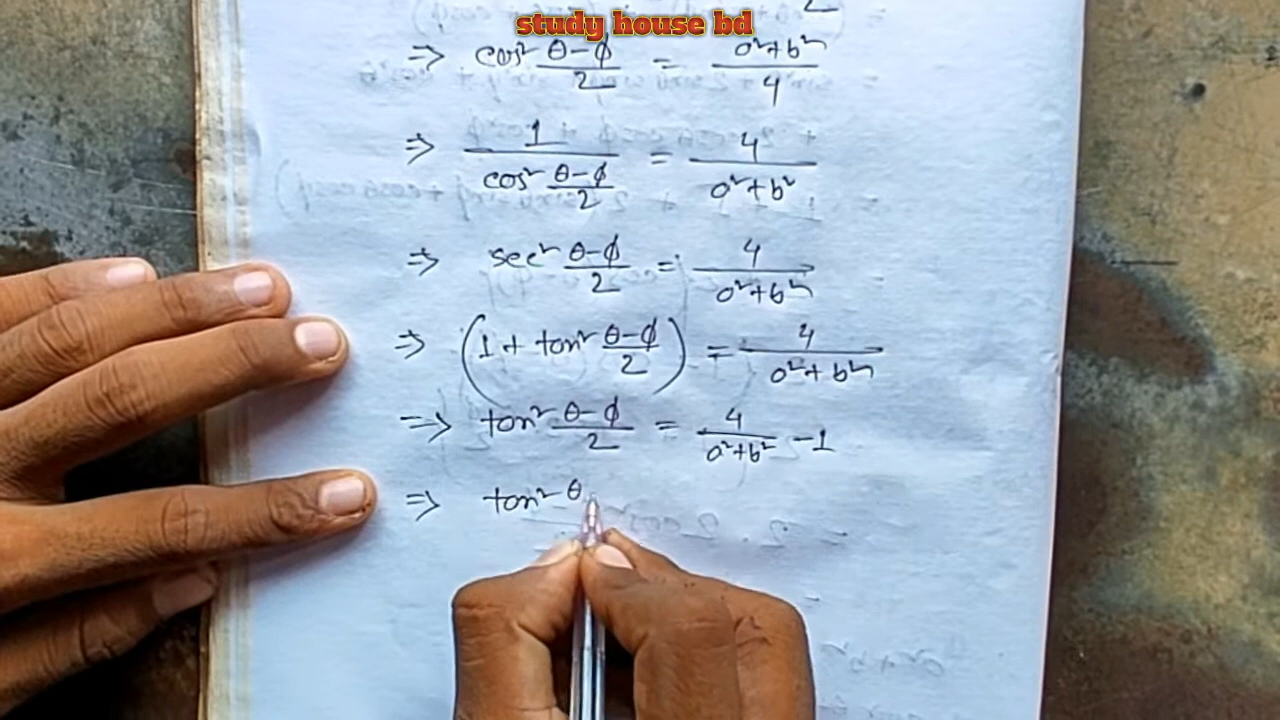 study house bd
⇒ cos² (θ-ϕ)/2 = (a²+b²)/4
⇒ 1/(cos² (θ-ϕ)/2) = 4/(a²+b²)
⇒ sec² (θ-ϕ)/2 = 4/(a²+b²)
⇒ (1 + tan² (θ-ϕ)/2) = 4/(a²+b²)
⇒ tan² (θ-ϕ)/2 = 4/(a²+b²) - 1
⇒ tan² θ